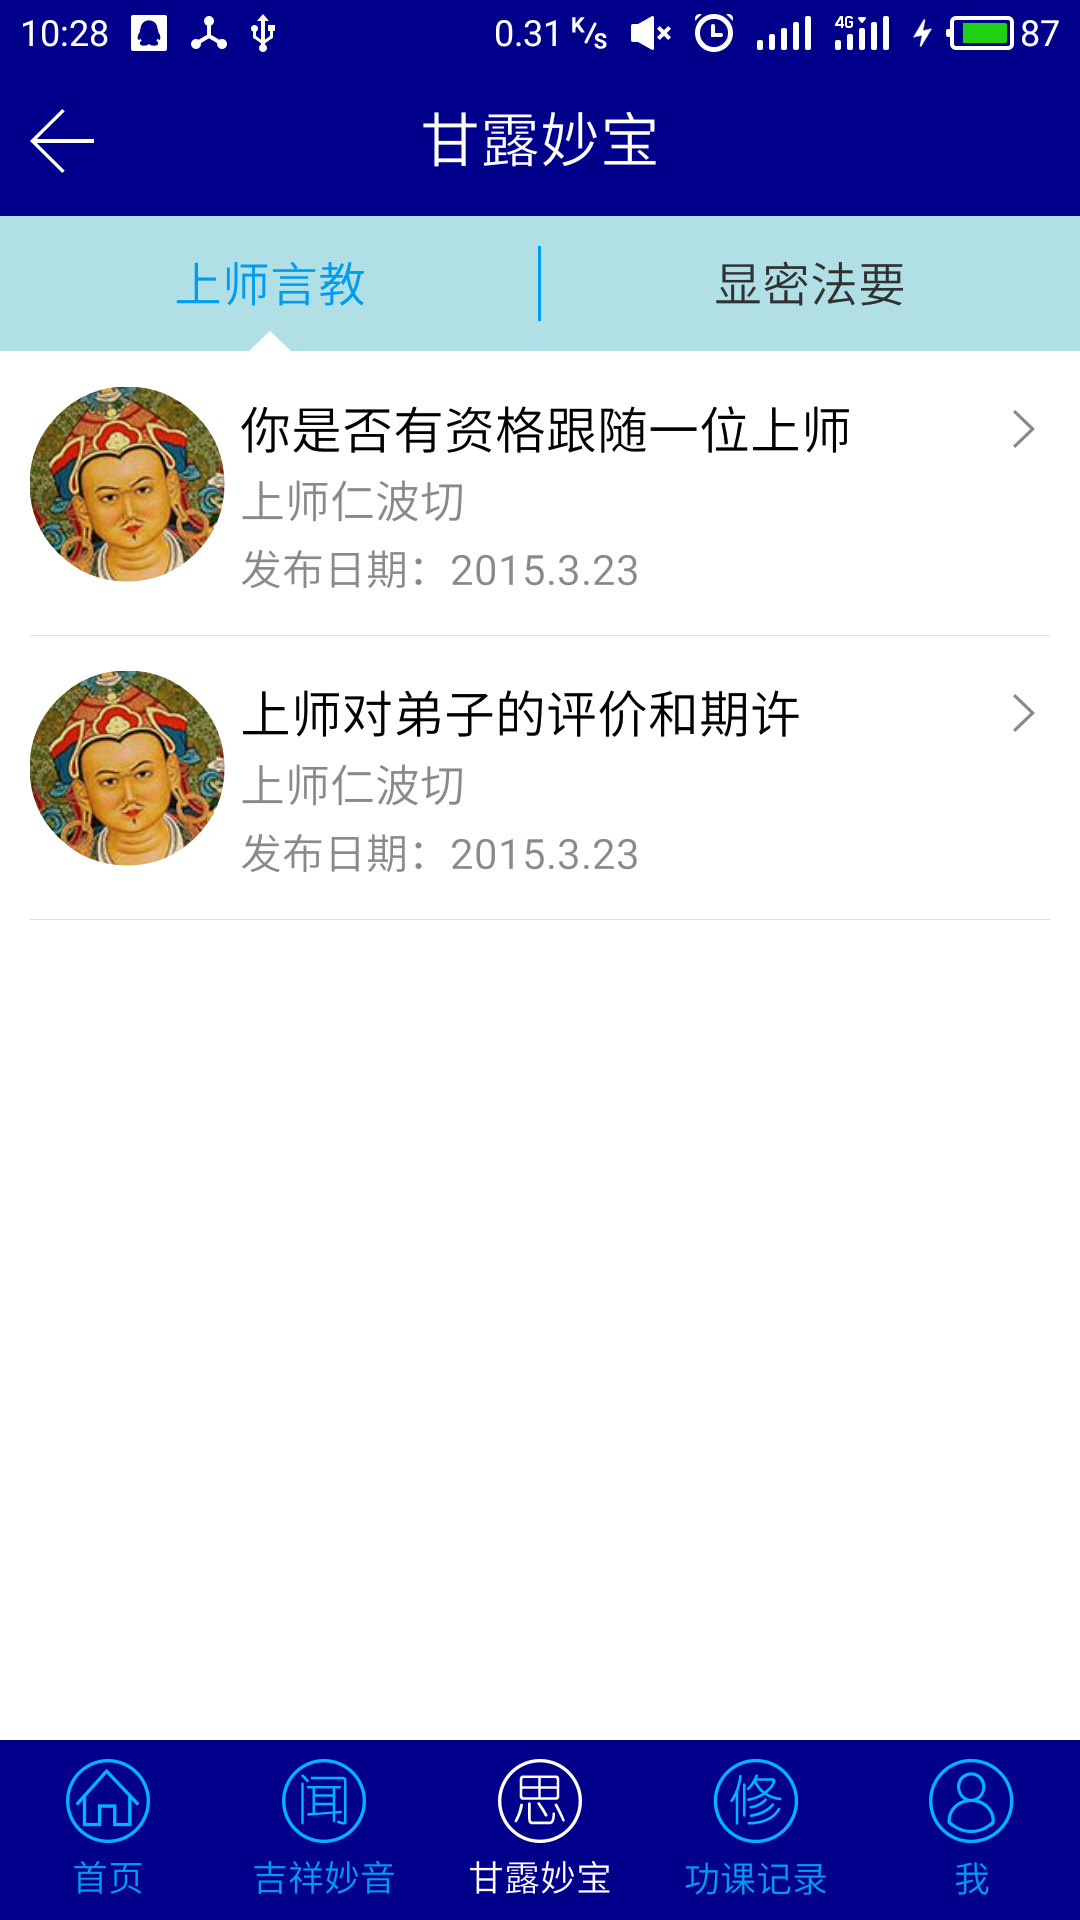 10:28 0.31 K/s 4G 87
甘露妙宝
上师言教 显密法要
你是否有资格跟随一位上师
上师仁波切
发布日期：2015.3.23
上师对弟子的评价和期许
上师仁波切
发布日期：2015.3.23
闻 思 修
首页 吉祥妙音 甘露妙宝 功课记录 我